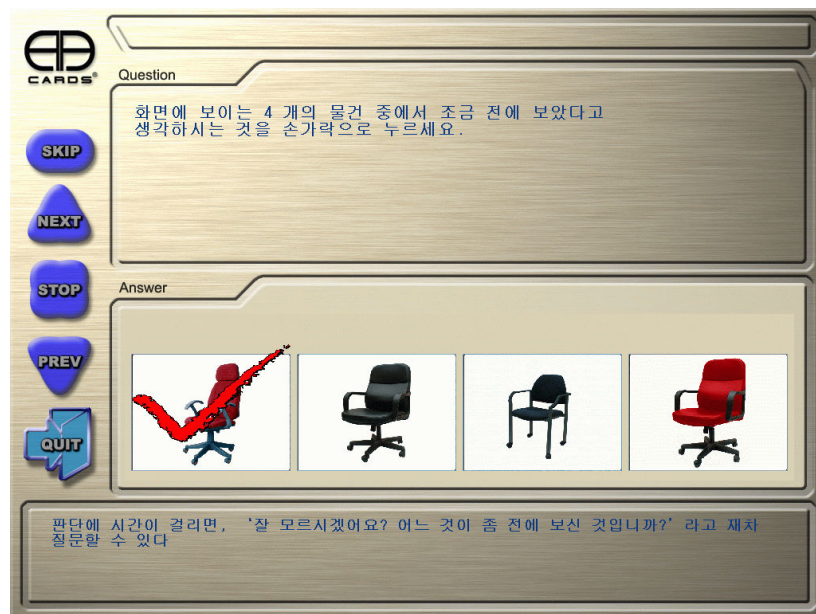 CARDS®
Question
화면에 보이는 4 개의 물건 중에서 조금 전에 보았다고
생각하시는 것을 손가락으로 누르세요.
SKIP
NEXT
STOP
PREV
QUIT
Answer
판단에 시간이 걸리면, ‘잘 모르시겠어요? 어느 것이 좀 전에 보신 것입니까?’ 라고 재차
질문할 수 있다